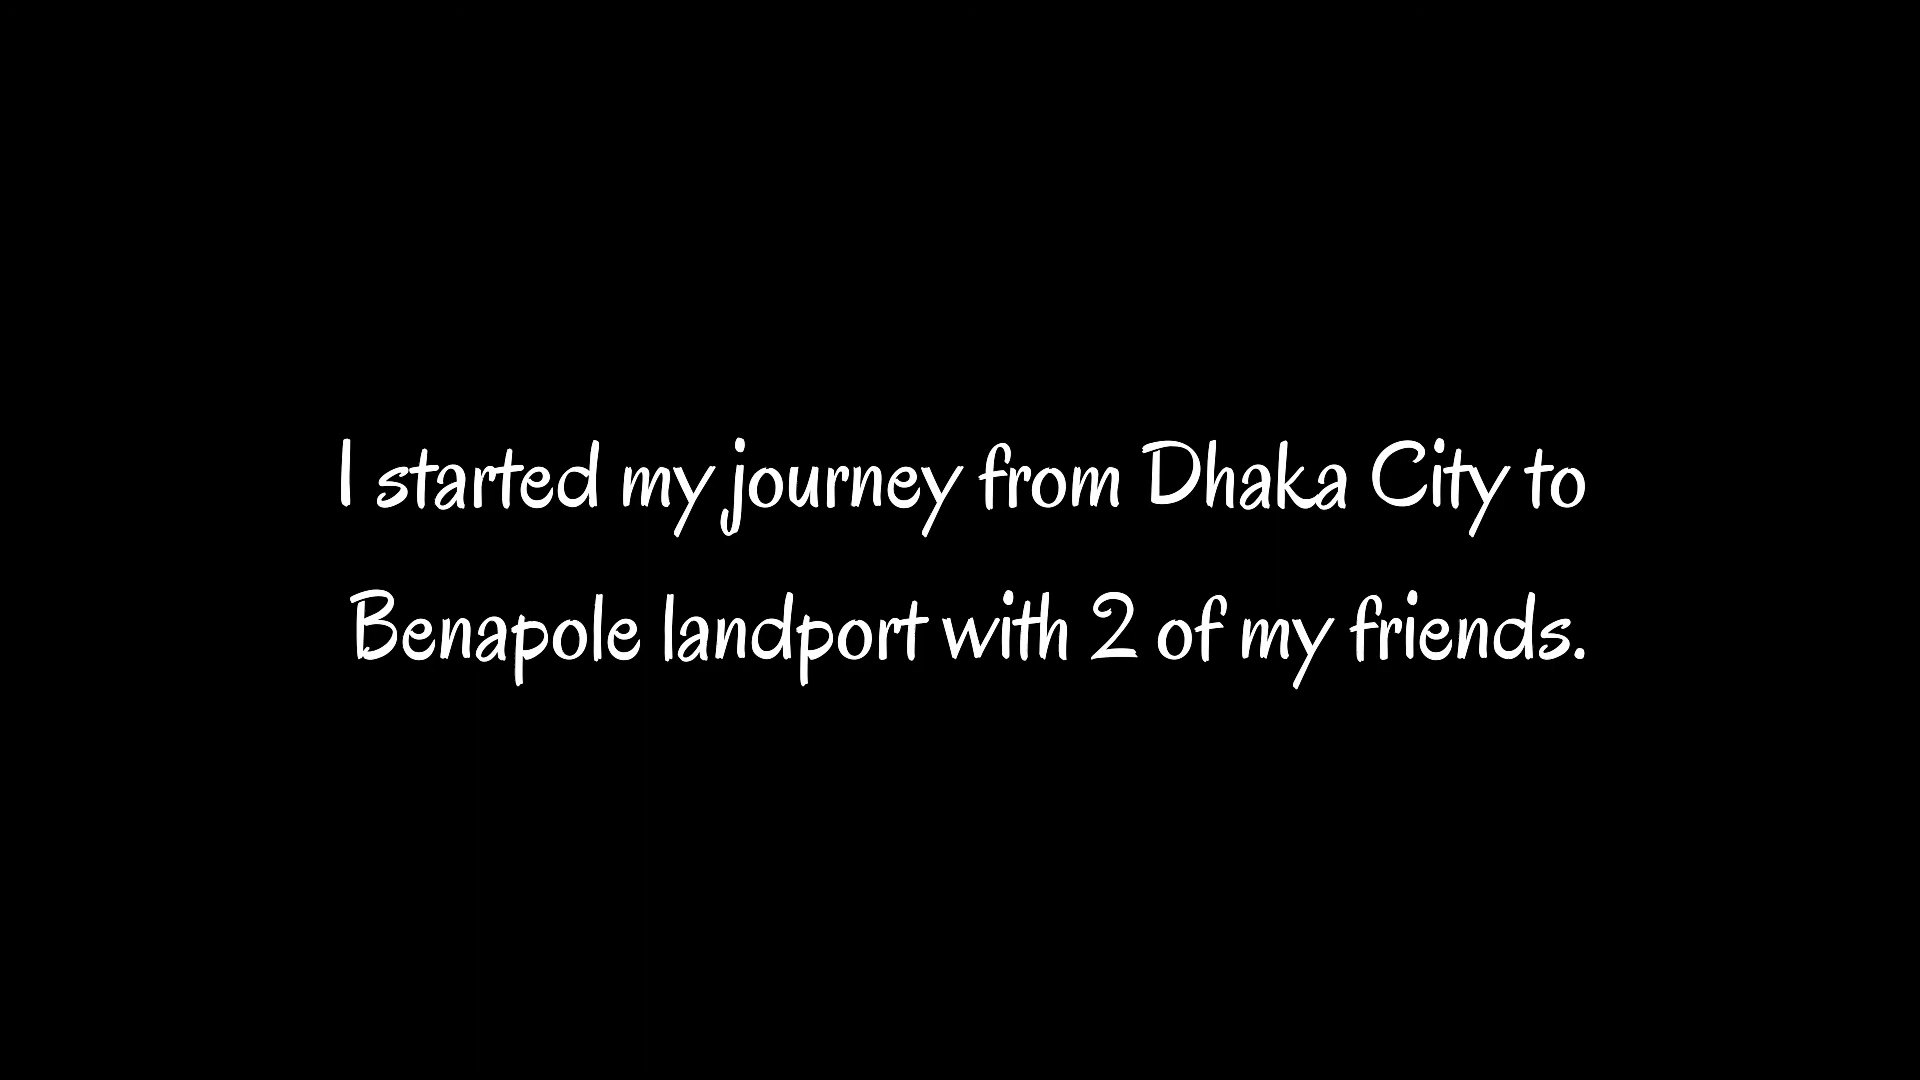 I started my journey from Dhaka City to
Benapole landport with 2 of my friends.